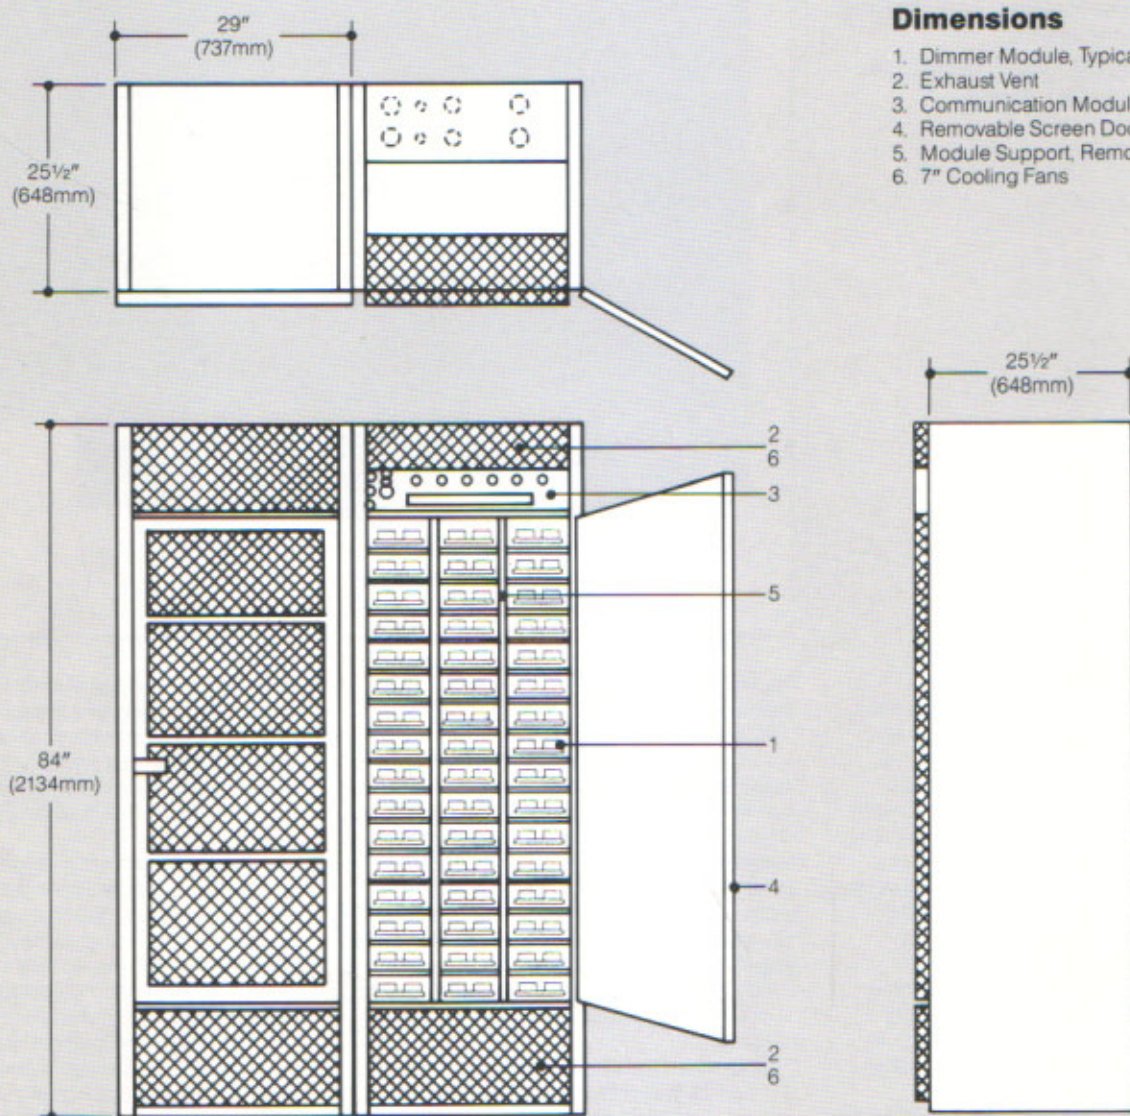 29"
(737mm)
25½"
(648mm)
Dimensions
1. Dimmer Module, Typica
2. Exhaust Vent
3. Communication Modul
4. Removable Screen Doo
5. Module Support, Remo
6. 7" Cooling Fans
25½"
(648mm)
2
6
3
5
84"
(2134mm)
1
4
2
6